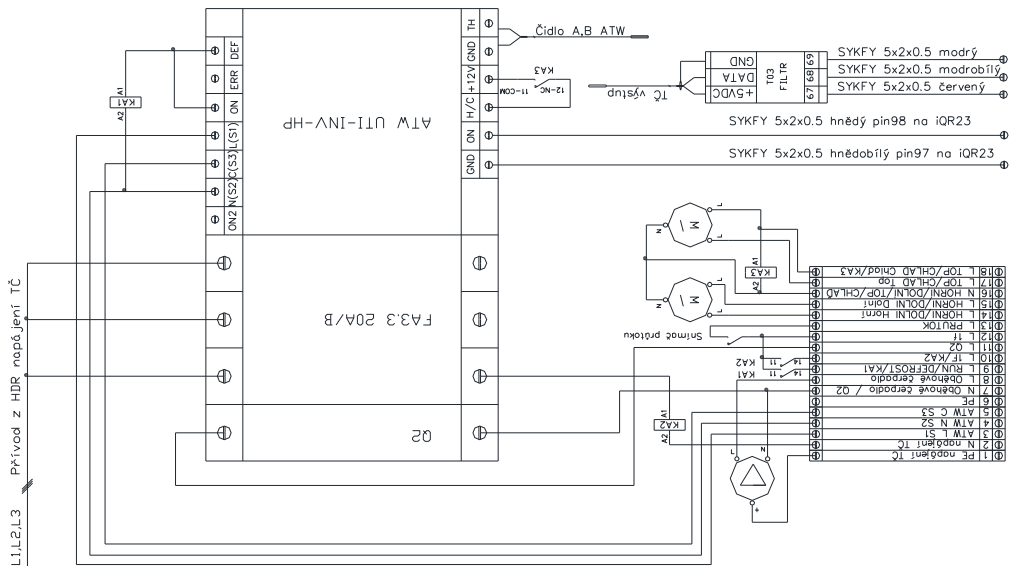 TH
GND
+12V
H/C
ON
GND
DEF
ERR
ON
L(S1)
C(S3)
N(S2)
ON2
ATW UTI-INV-HP
FA3.3 20A/B
Q2
A1
KA1
A2
Čidlo A,B ATW
KA3
11-COM
12-NC
TČ výstup
GND
DATA
+5VDC
T03
FILTR
69
68
67
SYKFY 5x2x0.5 modrý
SYKFY 5x2x0.5 modrobílý
SYKFY 5x2x0.5 červený
SYKFY 5x2x0.5 hnědý pin98 na iQR23
SYKFY 5x2x0.5 hnědobílý pin97 na iQR23
L
N
M
L
A1
KA3
A2
L
N
M
L
Snímač průtoku
KA2
11
14
KA1
11
14
A1
KA2
A2
L
N
18 L TOP/CHLAD Chlad/KA3
17 L TOP/CHLAD Top
16 N HORNI/DOLNI/TOP/CHLAD
15 L HORNI/DOLNI Dolní
14 L HORNI/DOLNI Horní
13 L PRUTOK
12 L 1f
11 L Q2
10 L 1F/KA2
9 L RUN/DEFROST/KA1
8 L Oběhové čerpadlo
7 N Oběhové čerpadlo / Q2
6 PE
5 ATW C S3
4 ATW N S2
3 ATW L S1
2 N napájení TČ
1 PE napájení TČ
Přívod z HDR napájení TČ
L1,L2,L3